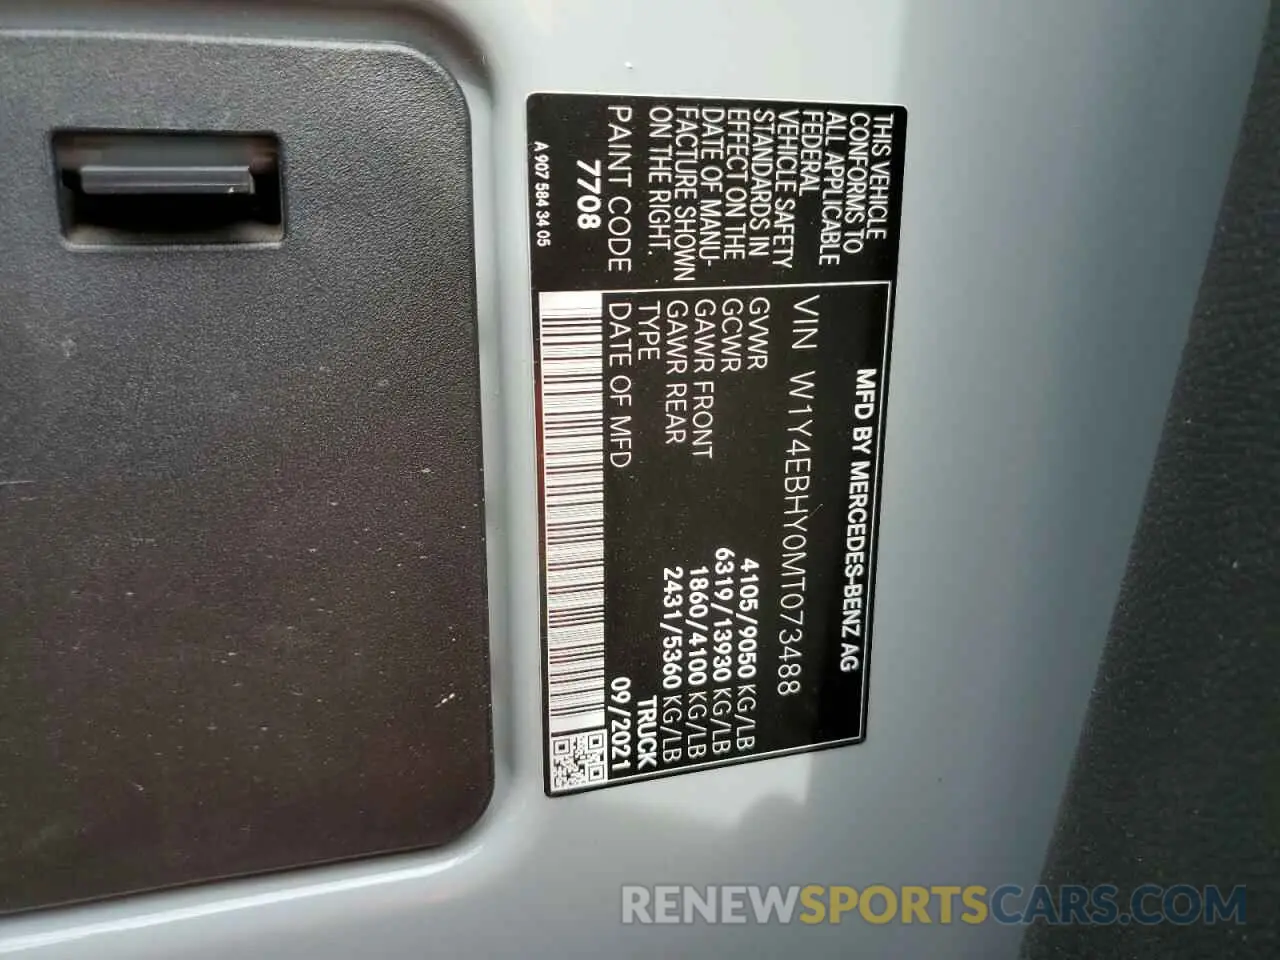 MFD BY MERCEDES-BENZ AG
VIN W1Y4EBHY0MT073488
GVWR 4105/9050 KG/LB
GCWR 6319/13930 KG/LB
GAWR FRONT 1860/4100 KG/LB
GAWR REAR 2431/5360 KG/LB
TYPE TRUCK
DATE OF MFD 09/2021
THIS VEHICLE
CONFORMS TO
ALL APPLICABLE
FEDERAL
VEHICLE SAFETY
STANDARDS IN
EFFECT ON THE
DATE OF MANU-
FACTURE SHOWN
ON THE RIGHT.
PAINT CODE
7708
A 907 584 34 05
RENEWSPORTSCARS.COM